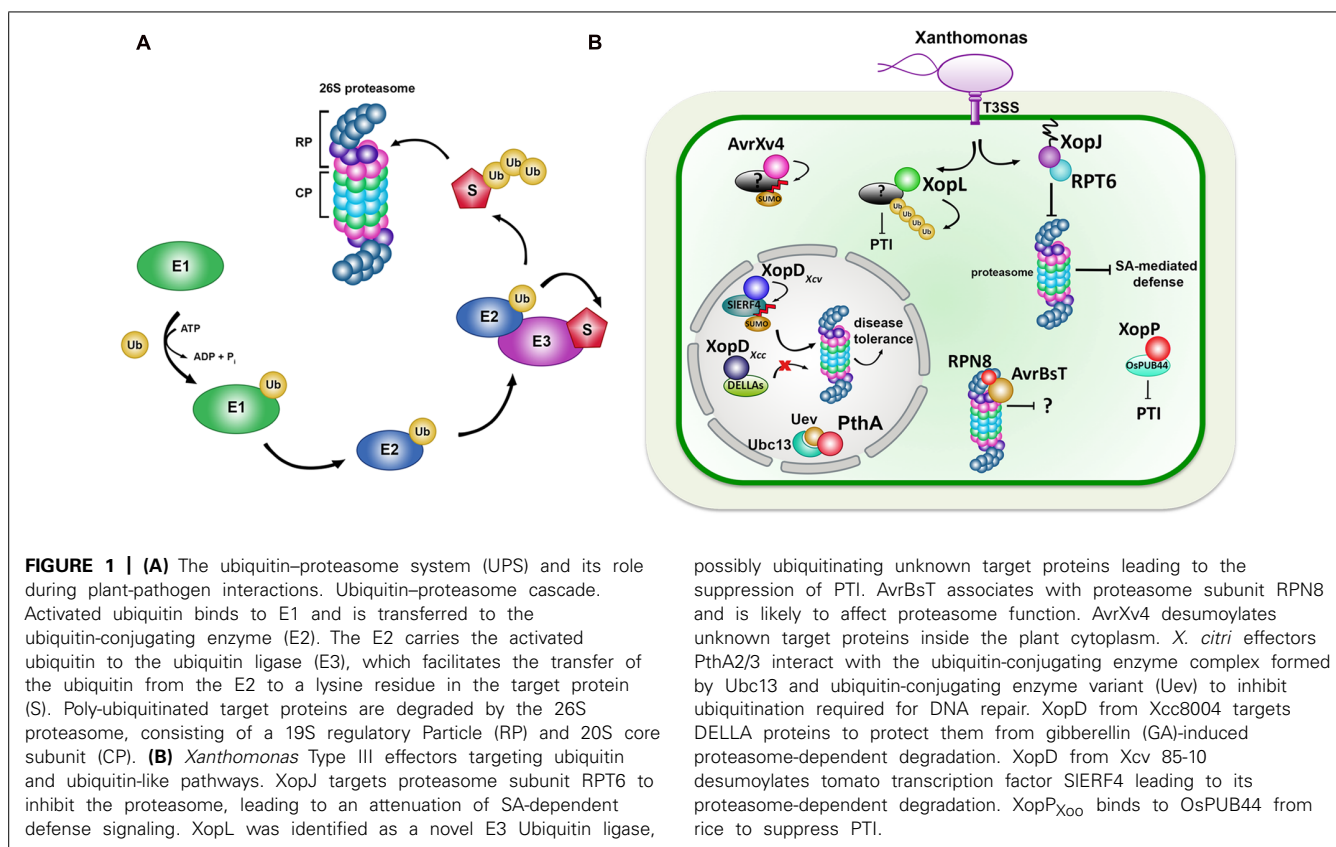 A
26S proteasome
RP
CP
Ub
Ub
Ub
Ub
S
E1
Ub
ATP
ADP + Pi
Ub
E1
Ub
E2
Ub
E2
E3
S
B
Xanthomonas
T3SS
AvrXv4
?
SUMO
?
XopL
Ub
Ub
Ub
Ub
PTI
XopJ
RPT6
proteasome
SA-mediated
defense
XopD Xcv
SlERF4
SUMO
XopD Xcc
DELLAs
disease
tolerance
Uev
PthA
Ubc13
RPN8
AvrBsT
?
XopP
OsPUB44
PTI
FIGURE 1 | (A) The ubiquitin–proteasome system (UPS) and its role
during plant-pathogen interactions. Ubiquitin–proteasome cascade.
Activated ubiquitin binds to E1 and is transferred to the
ubiquitin-conjugating enzyme (E2). The E2 carries the activated
ubiquitin to the ubiquitin ligase (E3), which facilitates the transfer of
the ubiquitin from the E2 to a lysine residue in the target protein
(S). Poly-ubiquitinated target proteins are degraded by the 26S
proteasome, consisting of a 19S regulatory Particle (RP) and 20S core
subunit (CP). (B) Xanthomonas Type III effectors targeting ubiquitin
and ubiquitin-like pathways. XopJ targets proteasome subunit RPT6 to
inhibit the proteasome, leading to an attenuation of SA-dependent
defense signaling. XopL was identified as a novel E3 Ubiquitin ligase,
possibly ubiquitinating unknown target proteins leading to the
suppression of PTI. AvrBsT associates with proteasome subunit RPN8
and is likely to affect proteasome function. AvrXv4 desumoylates
unknown target proteins inside the plant cytoplasm. X. citri effectors
PthA2/3 interact with the ubiquitin-conjugating enzyme complex formed
by Ubc13 and ubiquitin-conjugating enzyme variant (Uev) to inhibit
ubiquitination required for DNA repair. XopD from Xcc8004 targets
DELLA proteins to protect them from gibberellin (GA)-induced
proteasome-dependent degradation. XopD from Xcv 85-10
desumoylates tomato transcription factor SlERF4 leading to its
proteasome-dependent degradation. XopPXoo binds to OsPUB44 from
rice to suppress PTI.